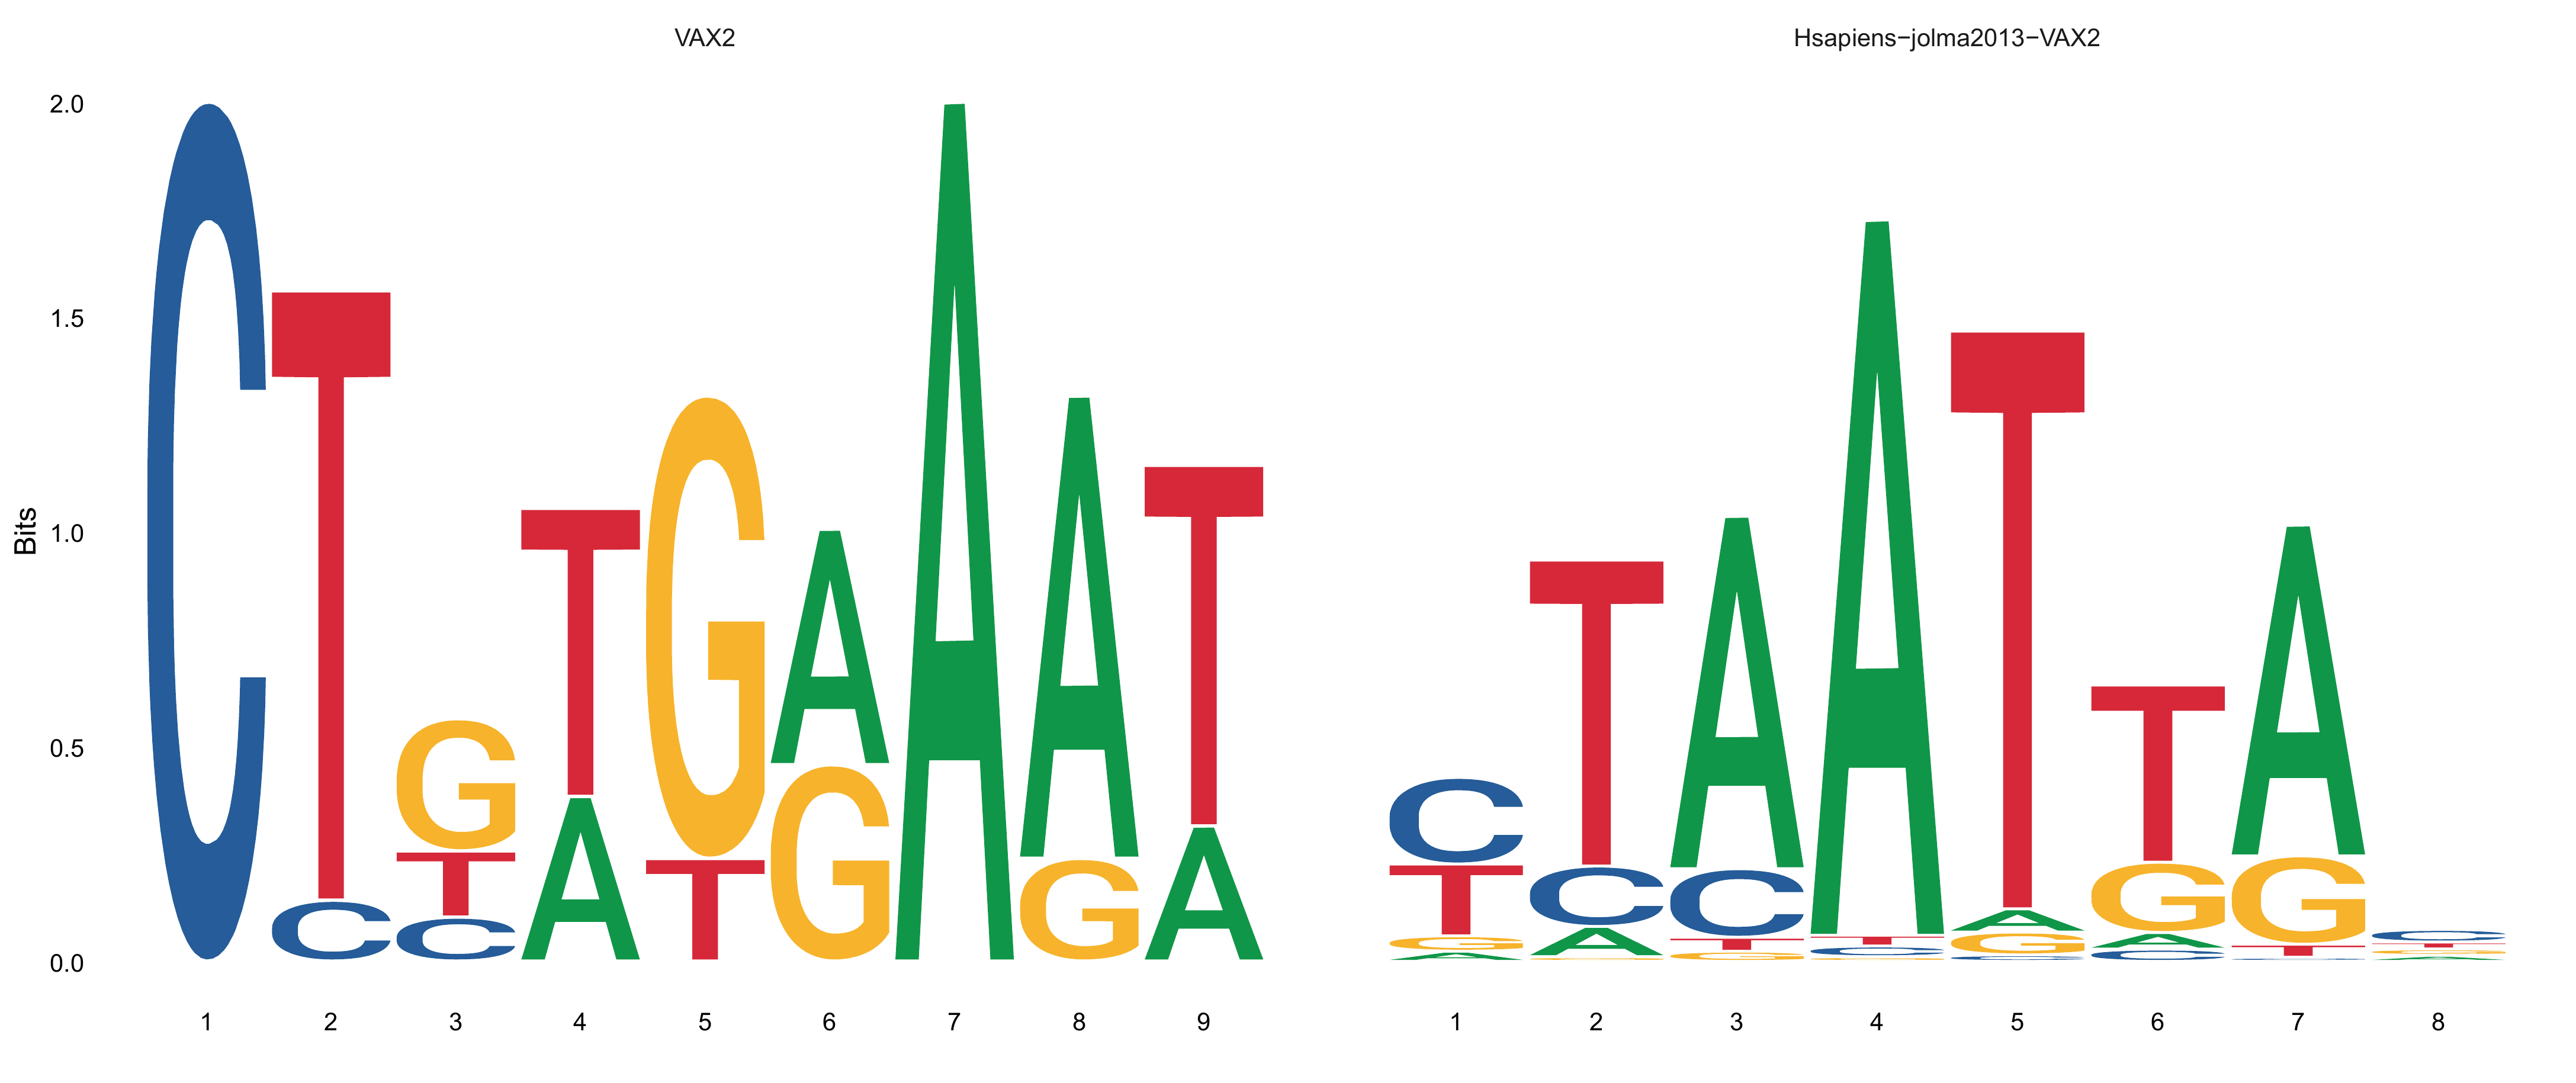 VAX2
Hsapiens−jolma2013−VAX2
Bits
2.0
1.5
1.0
0.5
0.0
C T G T G A A A T
C T C T A T G G A
C
1 2 3 4 5 6 7 8 9
C T A A T T A C
T C C T A G G T
G A T C G A T G
A G G G C C C A
1 2 3 4 5 6 7 8